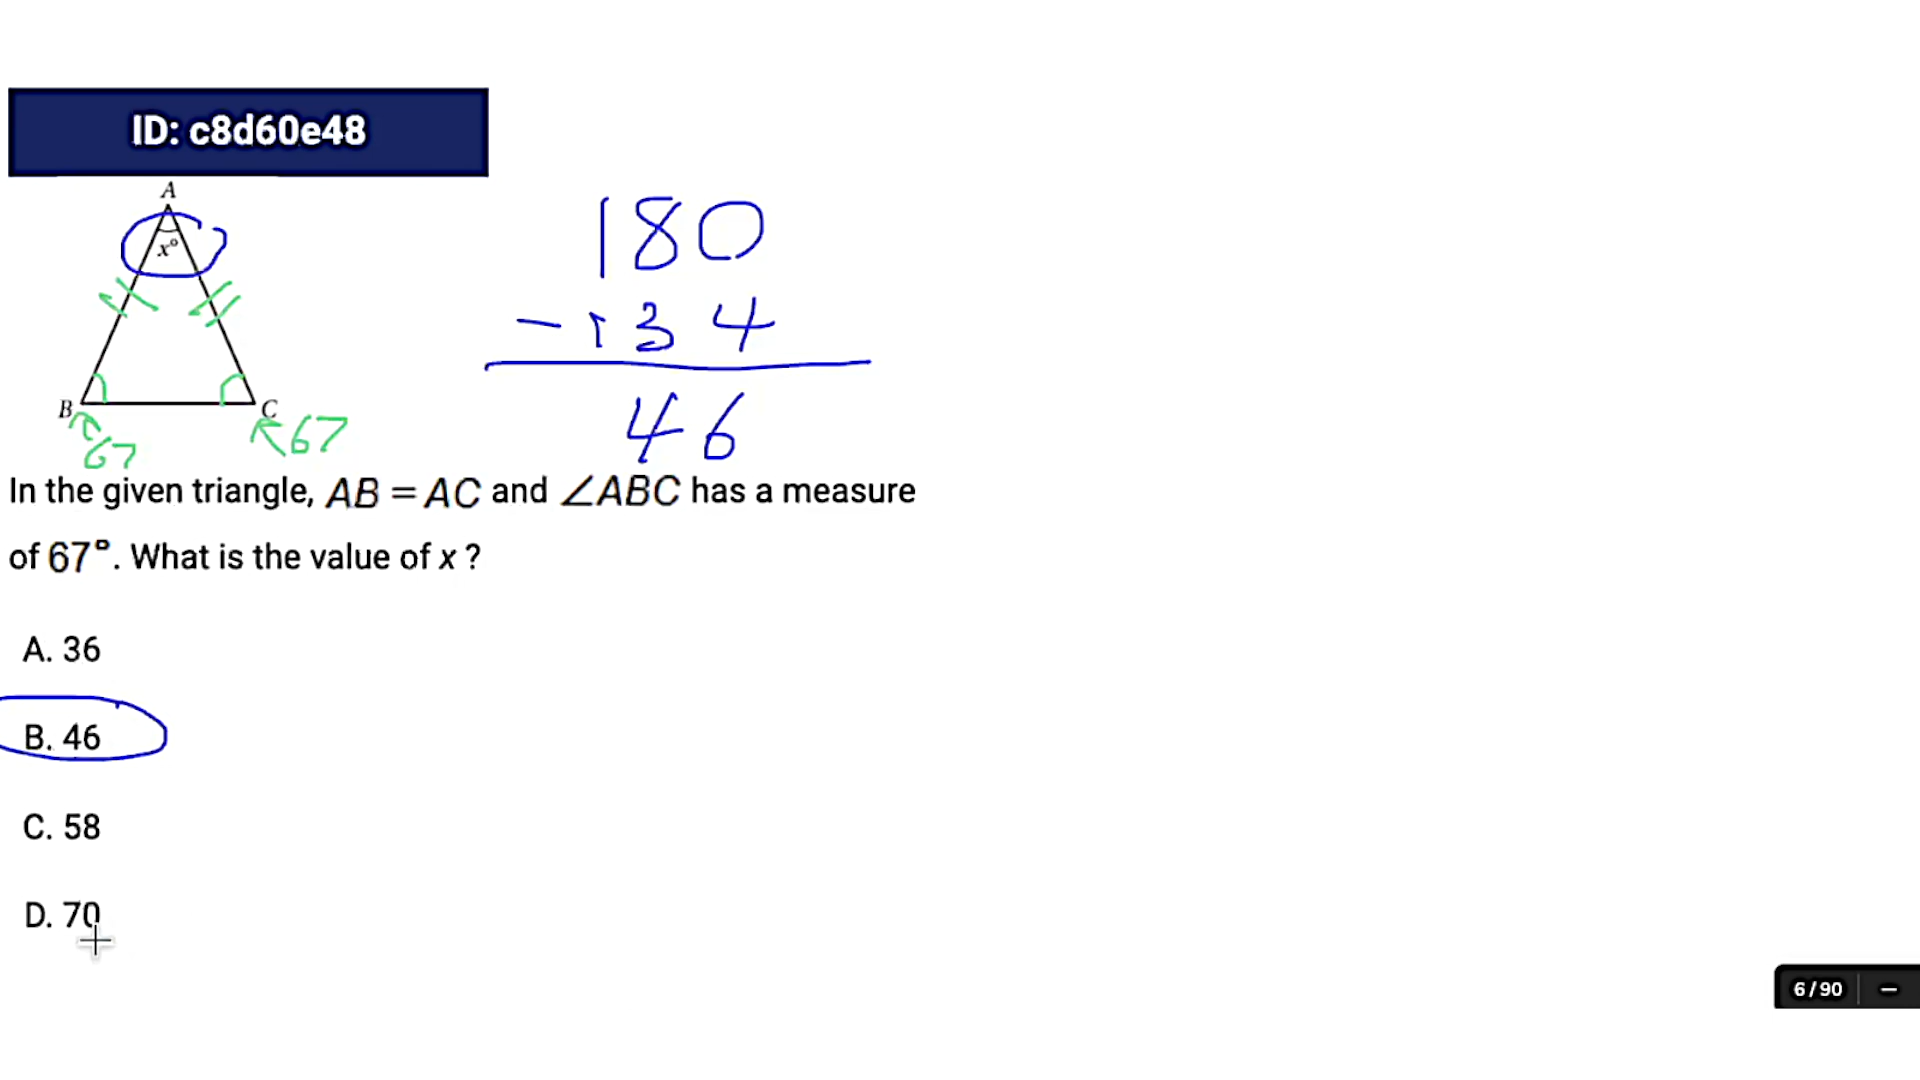 ID: c8d60e48
A
x°
B
C
67
67
180
-134
46
In the given triangle, AB = AC and ∠ABC has a measure
of 67°. What is the value of x ?
A. 36
B. 46
C. 58
D. 70
6 / 90